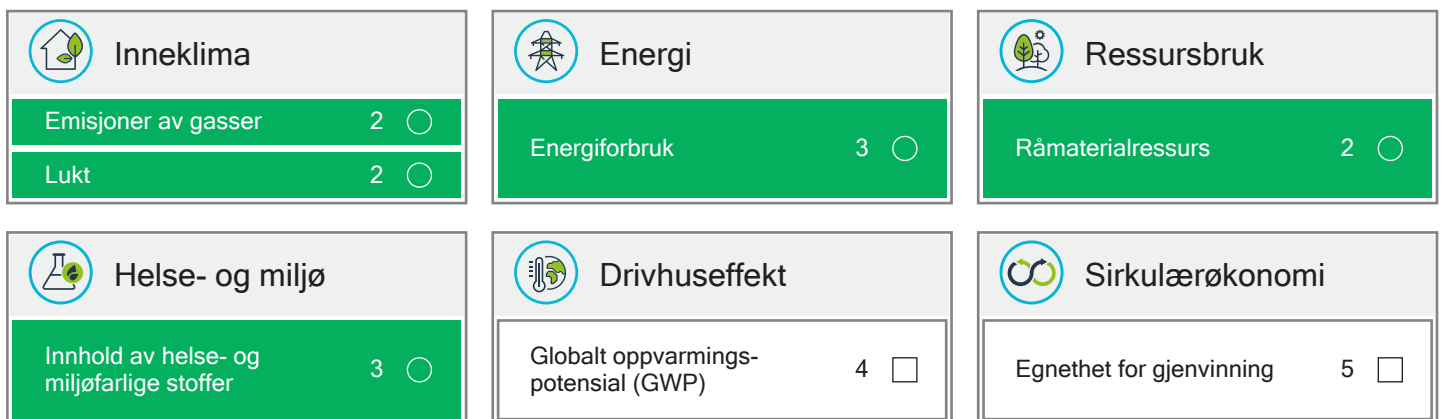 Inneklima
Emisjoner av gasser 2
Lukt 2
Energi
Energiforbruk 3
Ressursbruk
Råmaterialressurs 2
Helse- og miljø
Innhold av helse- og
miljøfarlige stoffer 3
Drivhuseffekt
Globalt oppvarmings-
potensial (GWP) 4
Sirkulærøkonomi
Egnethet for gjenvinning 5